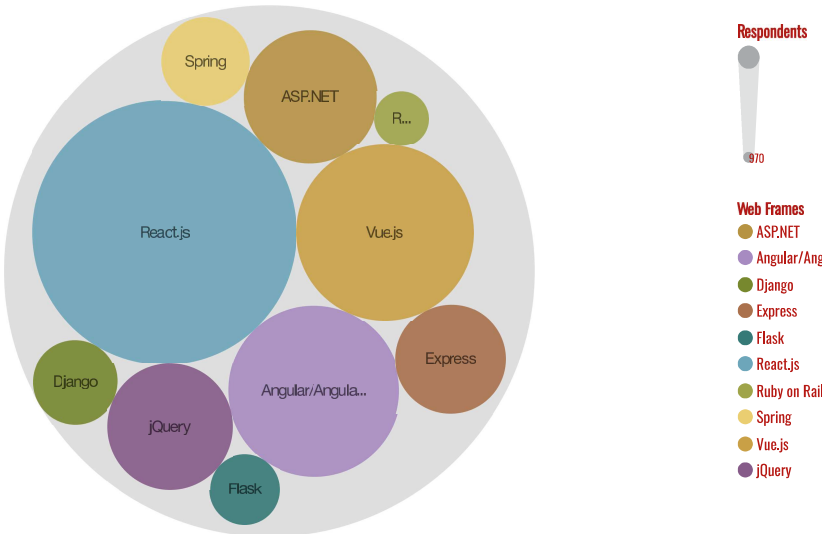 Spring
ASP.NET
R...
React.js
Vue.js
Django
Express
Angular/Angula...
jQuery
Flask
Respondents
970
Web Frames
ASP.NET
Angular/Ang
Django
Express
Flask
React.js
Ruby on Rail
Spring
Vue.js
jQuery